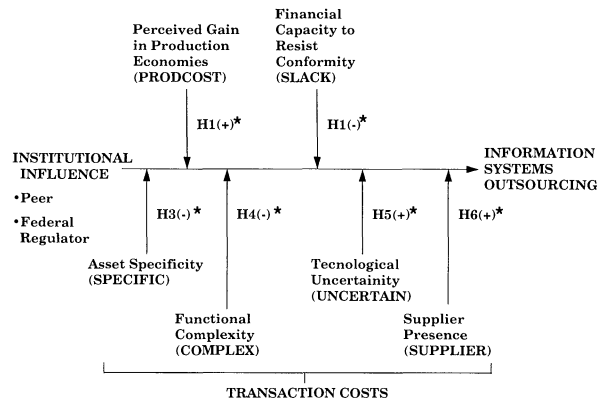 Perceived Gain
in Production
Economies
(PRODCOST)
Financial
Capacity to
Resist
Conformity
(SLACK)
H1(+)*
H1(-)*
INSTITUTIONAL
INFLUENCE
•Peer
•Federal
Regulator
INFORMATION
SYSTEMS
OUTSOURCING
H3(-)*
H4(-)*
H5(+)*
H6(+)*
Asset Specificity
(SPECIFIC)
Tecnological
Uncertainity
(UNCERTAIN)
Functional
Complexity
(COMPLEX)
Supplier
Presence
(SUPPLIER)
TRANSACTION COSTS